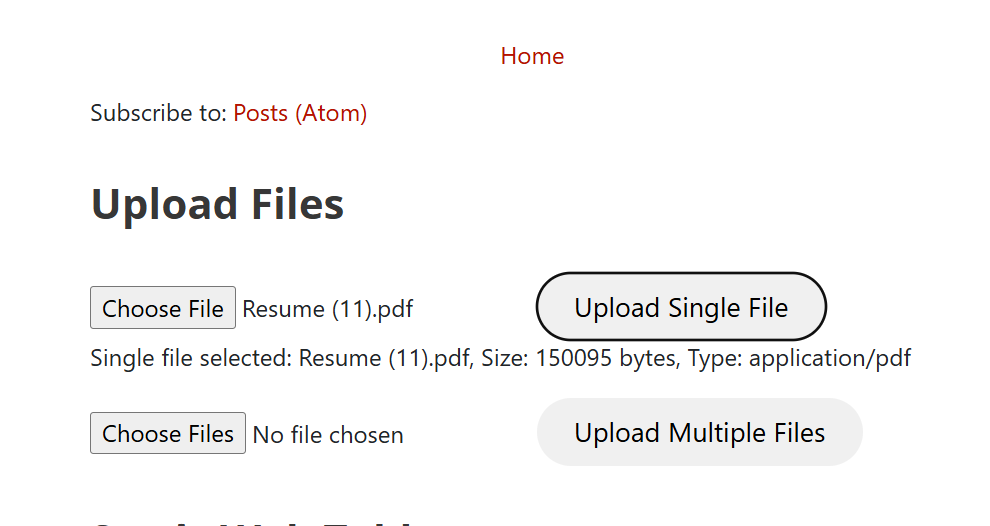 Home
Subscribe to: Posts (Atom)
Upload Files
Choose File Resume (11).pdf Upload Single File
Single file selected: Resume (11).pdf, Size: 150095 bytes, Type: application/pdf
Choose Files No file chosen Upload Multiple Files